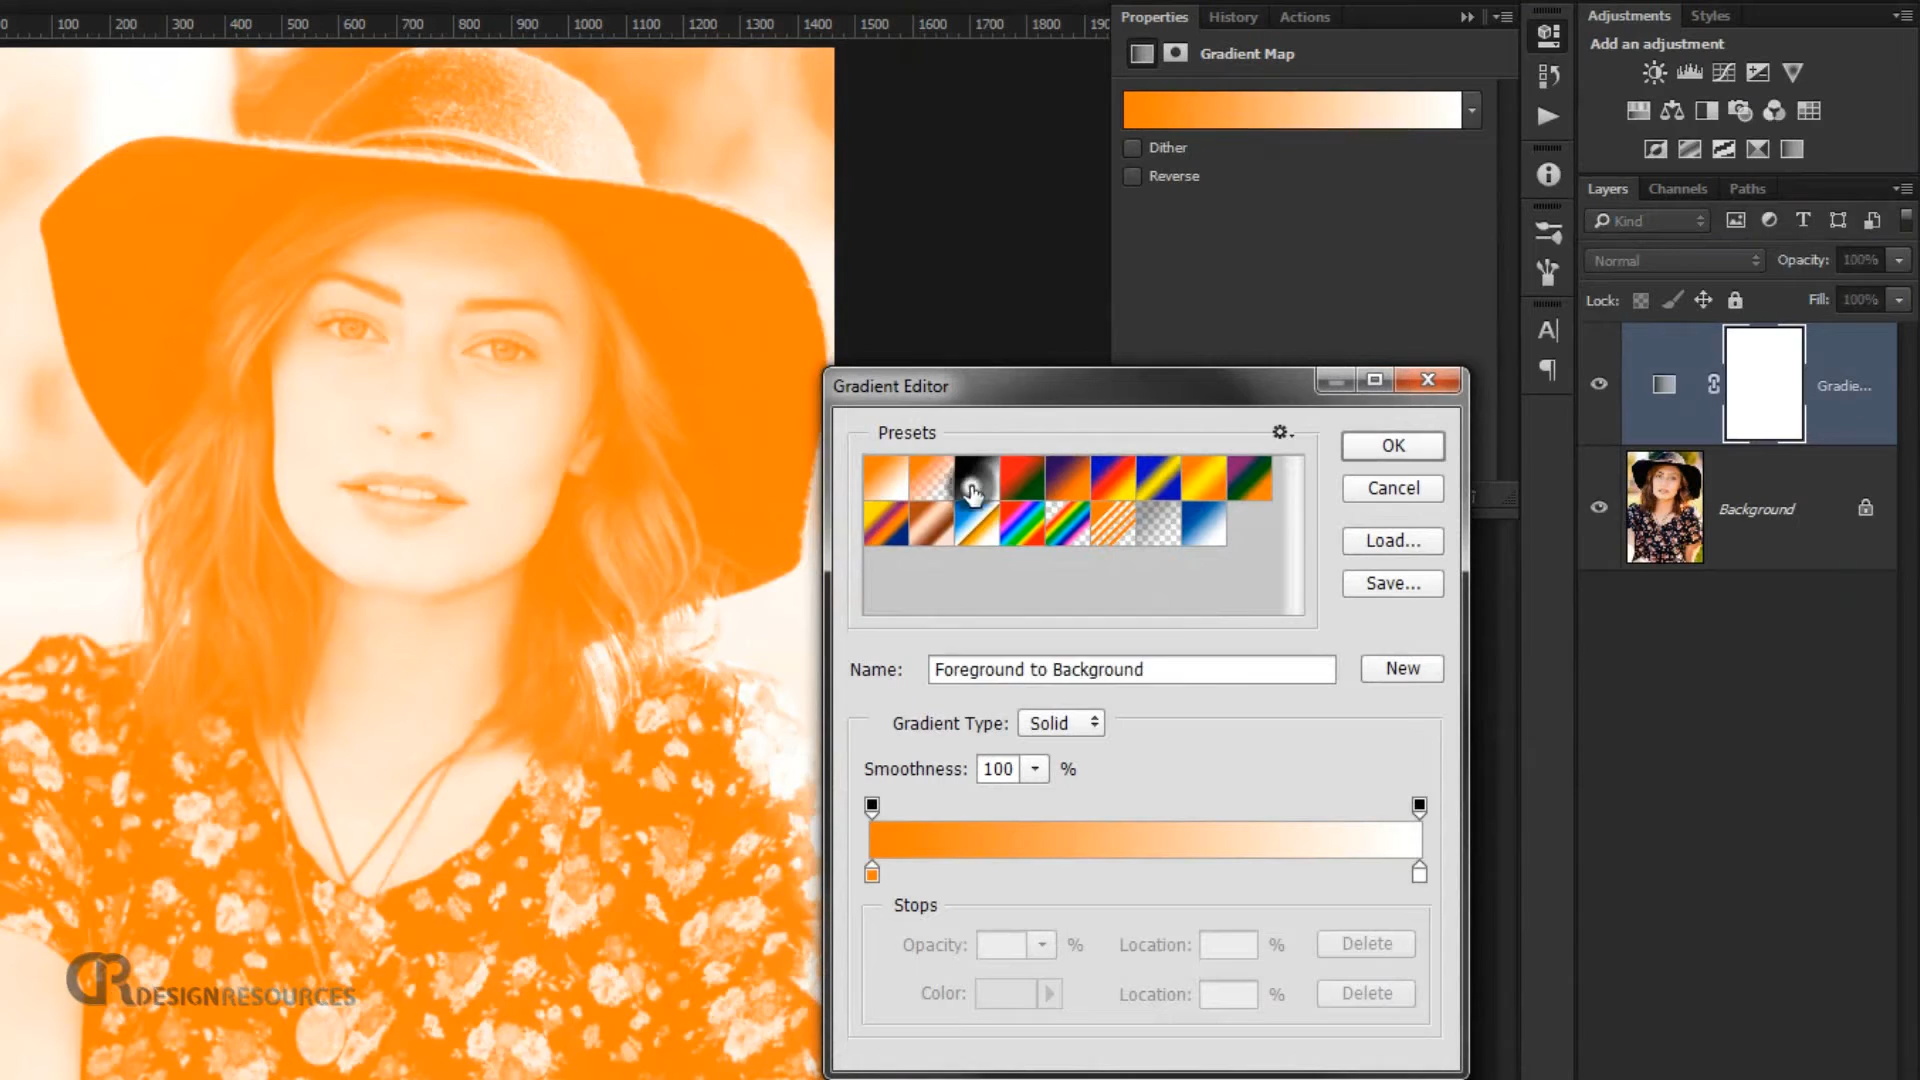 0 100 200 300 400 500 600 700 800 900 1000 1100 1200 1300 1400 1500 1600 1700 1800 190
Properties History Actions
Gradient Map
Dither
Reverse
Adjustments Styles
Add an adjustment
Layers Channels Paths
Kind
Normal Opacity: 100%
Lock: Fill: 100%
Gradie...
Background
Gradient Editor
Presets
OK
Cancel
Load...
Save...
Name: Foreground to Background New
Gradient Type: Solid
Smoothness: 100 %
Stops
Opacity: % Location: % Delete
Color: Location: % Delete
DR DESIGNRESOURCES